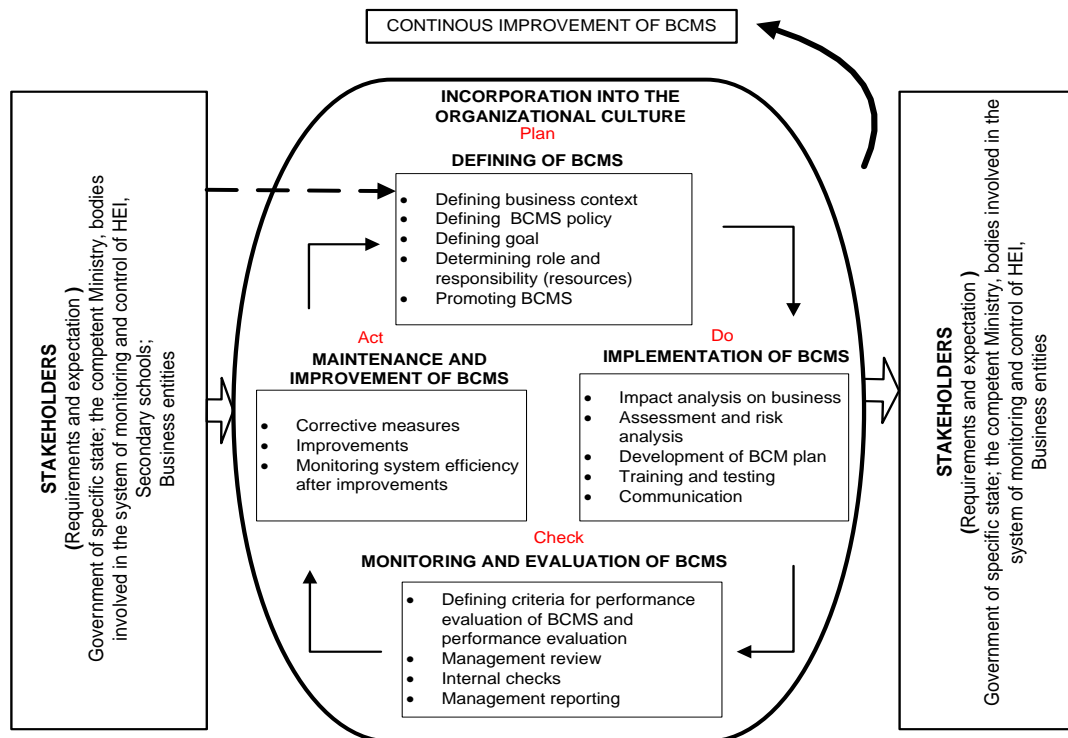 CONTINOUS IMPROVEMENT OF BCMS
STAKEHOLDERS
(Requirements and expectation )
Government of specific state; the competent Ministry, bodies
involved in the system of monitoring and control of HEI,
Secondary schools;
Business entities
INCORPORATION INTO THE
ORGANIZATIONAL CULTURE
Plan
DEFINING OF BCMS
• Defining business context
• Defining BCMS policy
• Defining goal
• Determining role and
responsibility (resources)
• Promoting BCMS
Act
MAINTENANCE AND
IMPROVEMENT OF BCMS
• Corrective measures
• Improvements
• Monitoring system efficiency
after improvements
Do
IMPLEMENTATION OF BCMS
• Impact analysis on business
• Assessment and risk
analysis
• Development of BCM plan
• Training and testing
• Communication
Check
MONITORING AND EVALUATION OF BCMS
• Defining criteria for performance
evaluation of BCMS and
performance evaluation
• Management review
• Internal checks
• Management reporting
STAKEHOLDERS
(Requirements and expectation )
Government of specific state; the competent Ministry, bodies involved in the
system of monitoring and control of HEI,
Business entities